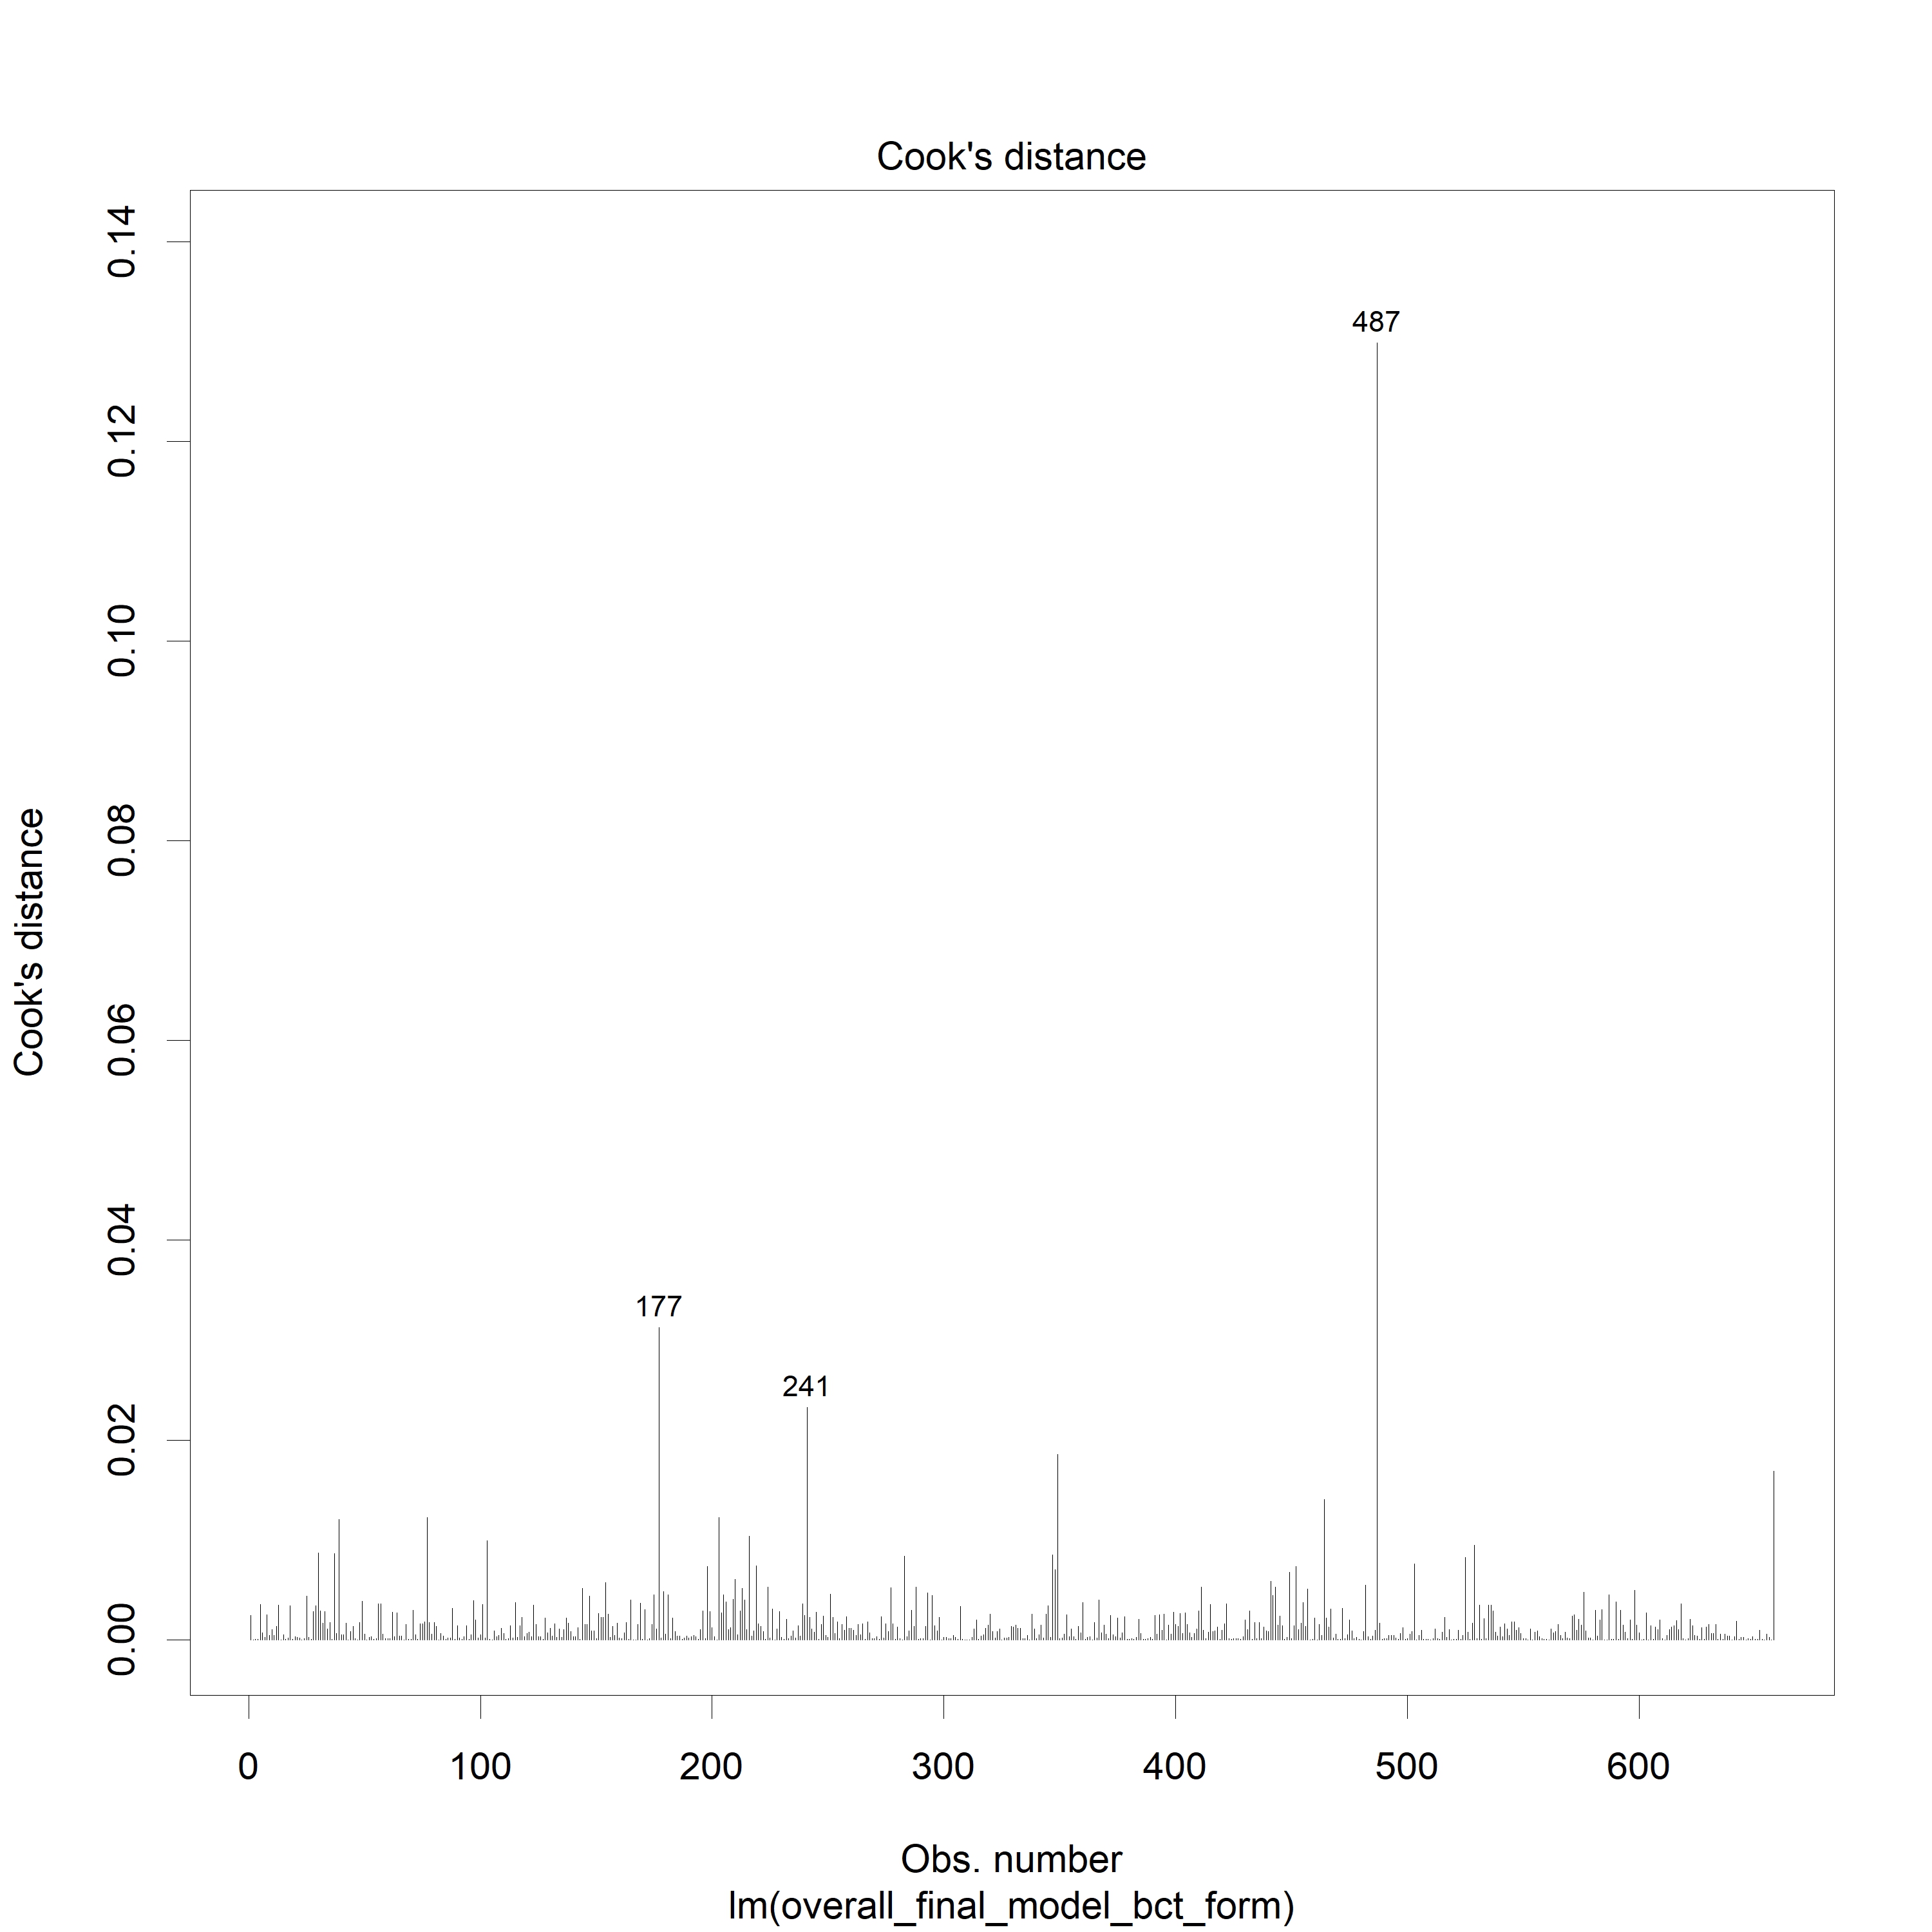 Cook's distance
0.14
0.12
0.10
0.08
0.06
0.04
0.02
0.00
Cook's distance
487
177
241
0 100 200 300 400 500 600
Obs. number
lm(overall_final_model_bct_form)